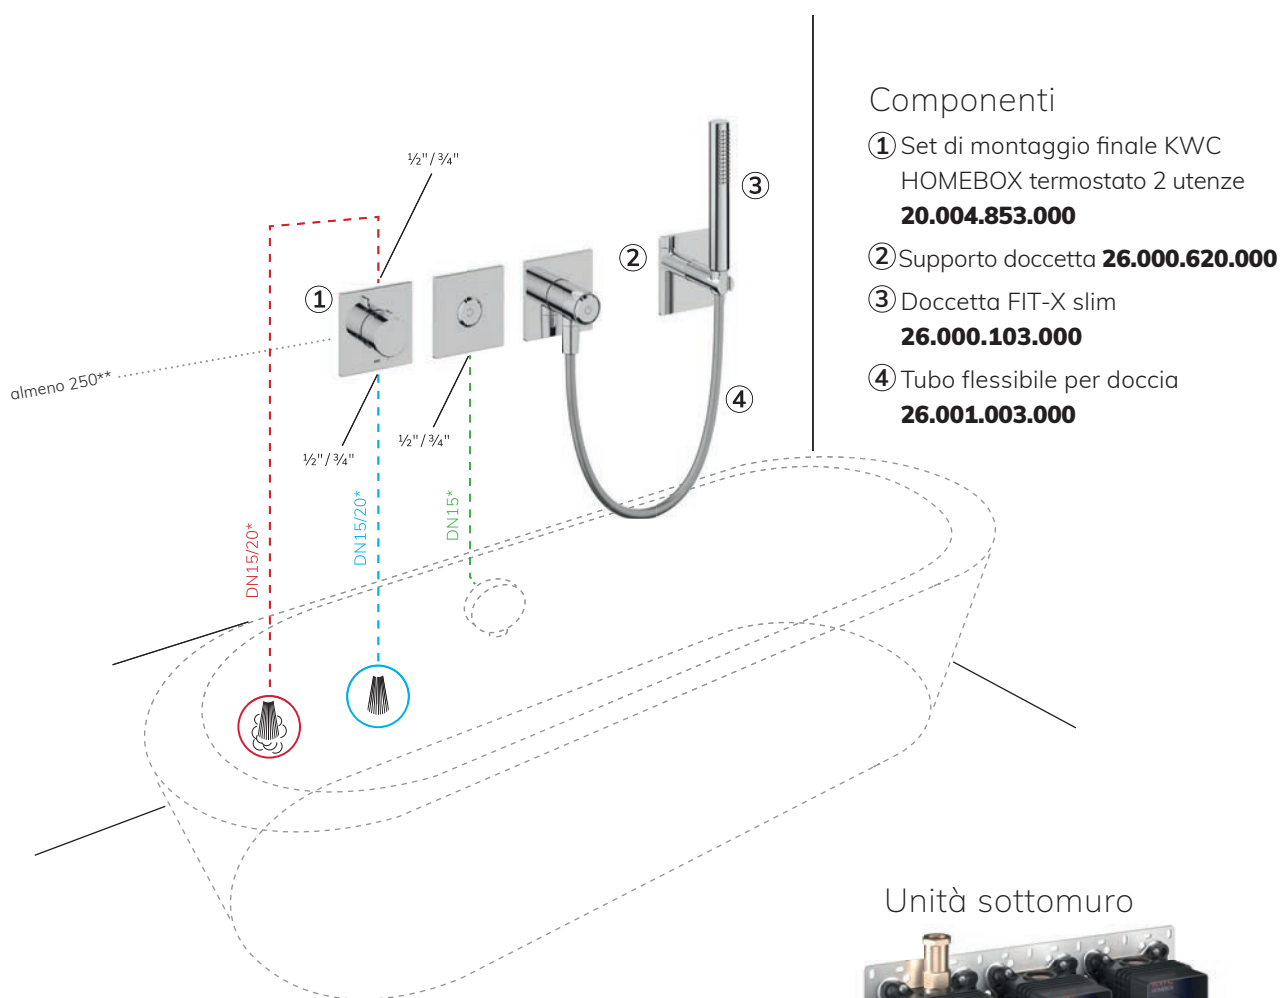 Componenti
1 Set di montaggio finale KWC
HOMEBOX termostato 2 utenze
20.004.853.000
2 Supporto doccetta 26.000.620.000
3 Doccetta FIT-X slim
26.000.103.000
4 Tubo flessibile per doccia
26.001.003.000
½"/¾"
3
2
1
almeno 250**
4
½"/¾"
½"/¾"
DN15/20*
DN15/20*
DN15*
Unità sottomuro
HOMEBOX